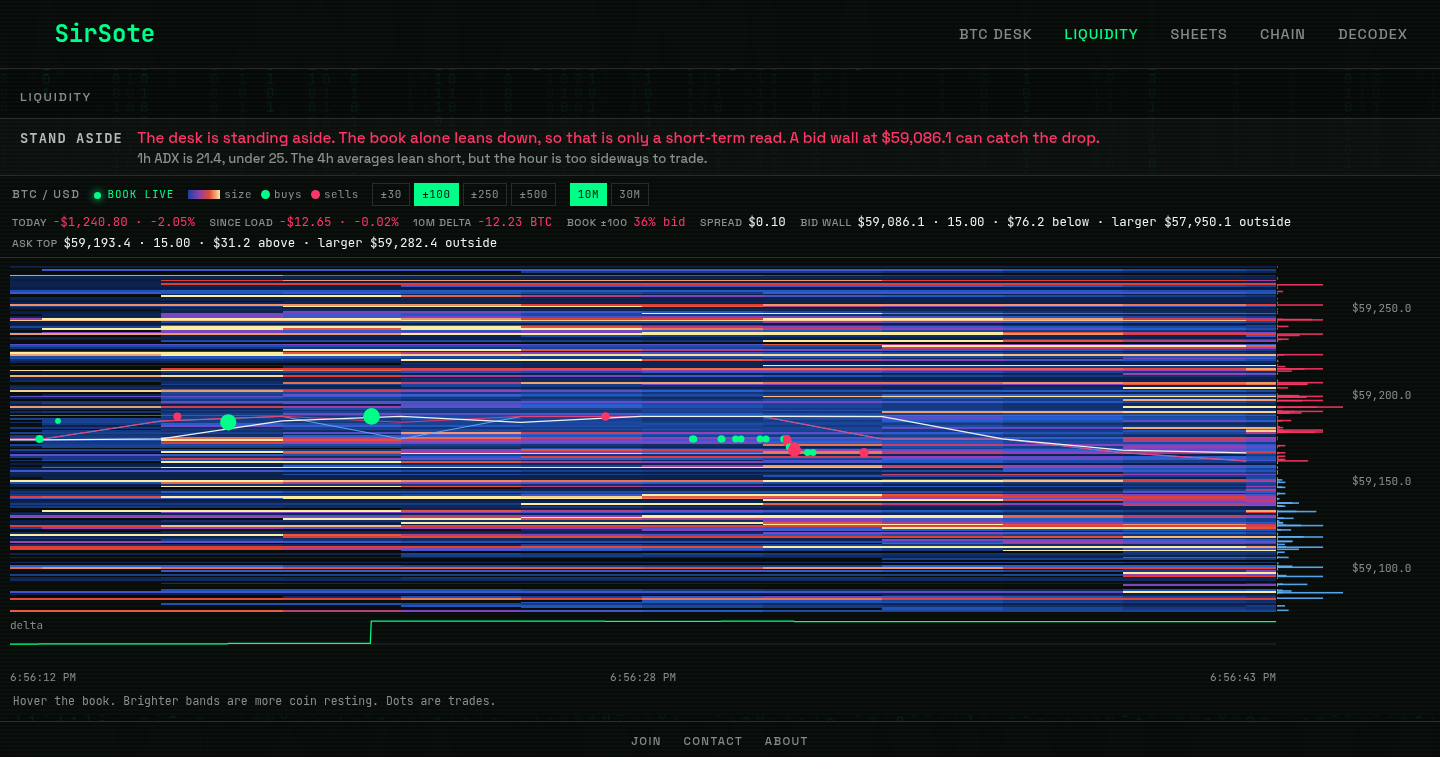 SirSote
BTC DESK LIQUIDITY SHEETS CHAIN DECODEX
LIQUIDITY
STAND ASIDE The desk is standing aside. The book alone leans down, so that is only a short-term read. A bid wall at $59,086.1 can catch the drop.
1h ADX is 21.4, under 25. The 4h averages lean short, but the hour is too sideways to trade.
BTC / USD BOOK LIVE size buys sells ±30 ±100 ±250 ±500 10M 30M
TODAY -$1,240.80 · -2.05% SINCE LOAD -$12.65 · -0.02% 10M DELTA -12.23 BTC BOOK ±100 36% bid SPREAD $0.10 BID WALL $59,086.1 · 15.00 · $76.2 below · larger $57,950.1 outside
ASK TOP $59,193.4 · 15.00 · $31.2 above · larger $59,282.4 outside
$59,250.0
$59,200.0
$59,150.0
$59,100.0
delta
6:56:12 PM 6:56:28 PM 6:56:43 PM
Hover the book. Brighter bands are more coin resting. Dots are trades.
JOIN CONTACT ABOUT